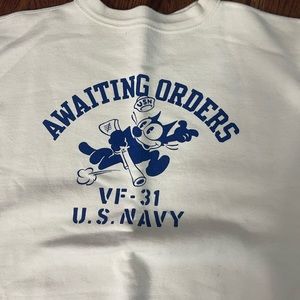 AWAITING ORDERS
USN
VF-31
U.S. NAVY